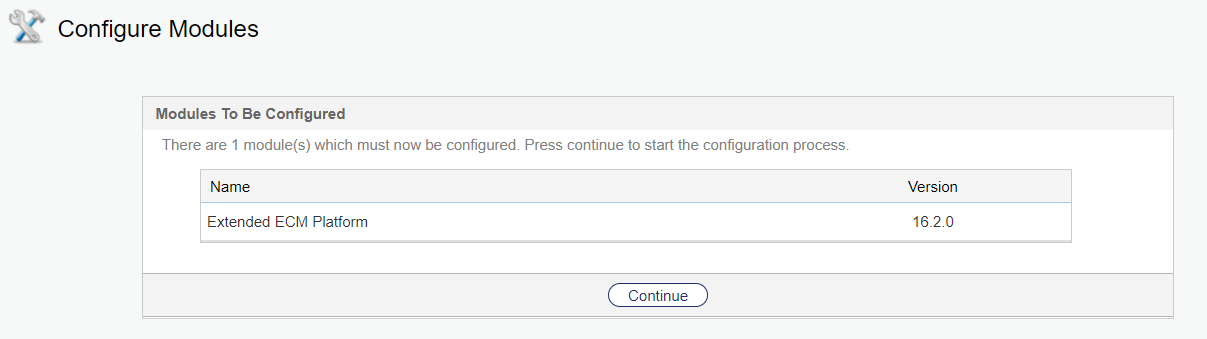 Configure Modules
Modules To Be Configured
There are 1 module(s) which must now be configured. Press continue to start the configuration process.
Name Version
Extended ECM Platform 16.2.0
Continue